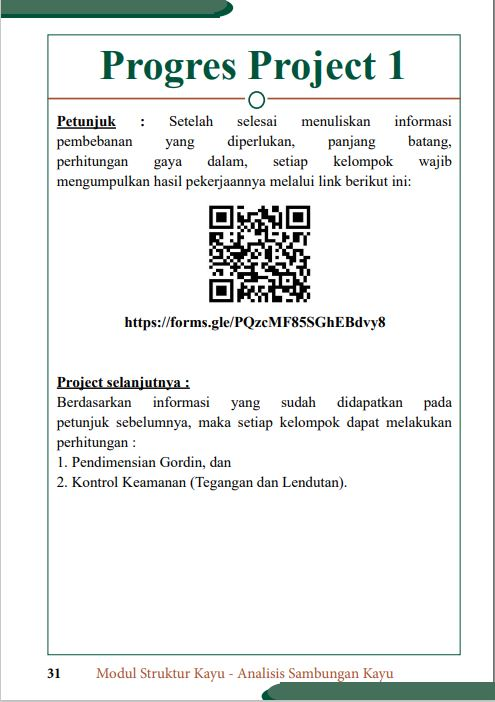 Progres Project 1
Petunjuk : Setelah selesai menuliskan informasi
pembebanan yang diperlukan, panjang batang,
perhitungan gaya dalam, setiap kelompok wajib
mengumpulkan hasil pekerjaannya melalui link berikut ini:
https://forms.gle/PQzcMF85SGhEBdvy8
Project selanjutnya :
Berdasarkan informasi yang sudah didapatkan pada
petunjuk sebelumnya, maka setiap kelompok dapat melakukan
perhitungan :
1. Pendimensian Gordin, dan
2. Kontrol Keamanan (Tegangan dan Lendutan).
31 Modul Struktur Kayu - Analisis Sambungan Kayu